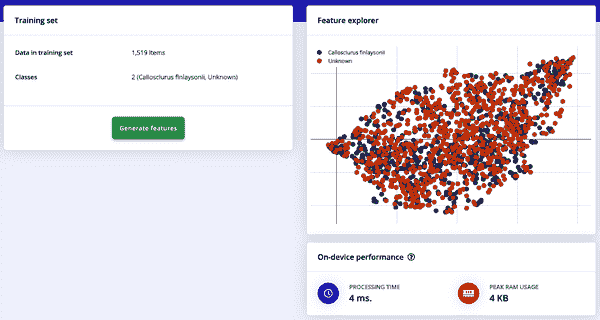 Training set
Data in training set 1,519 items
Classes 2 (Callosciurus finlaysonii, Unknown)
Generate features
Feature explorer
Callosciurus finlaysonii
Unknown
On-device performance
PROCESSING TIME
4 ms.
PEAK RAM USAGE
4 KB